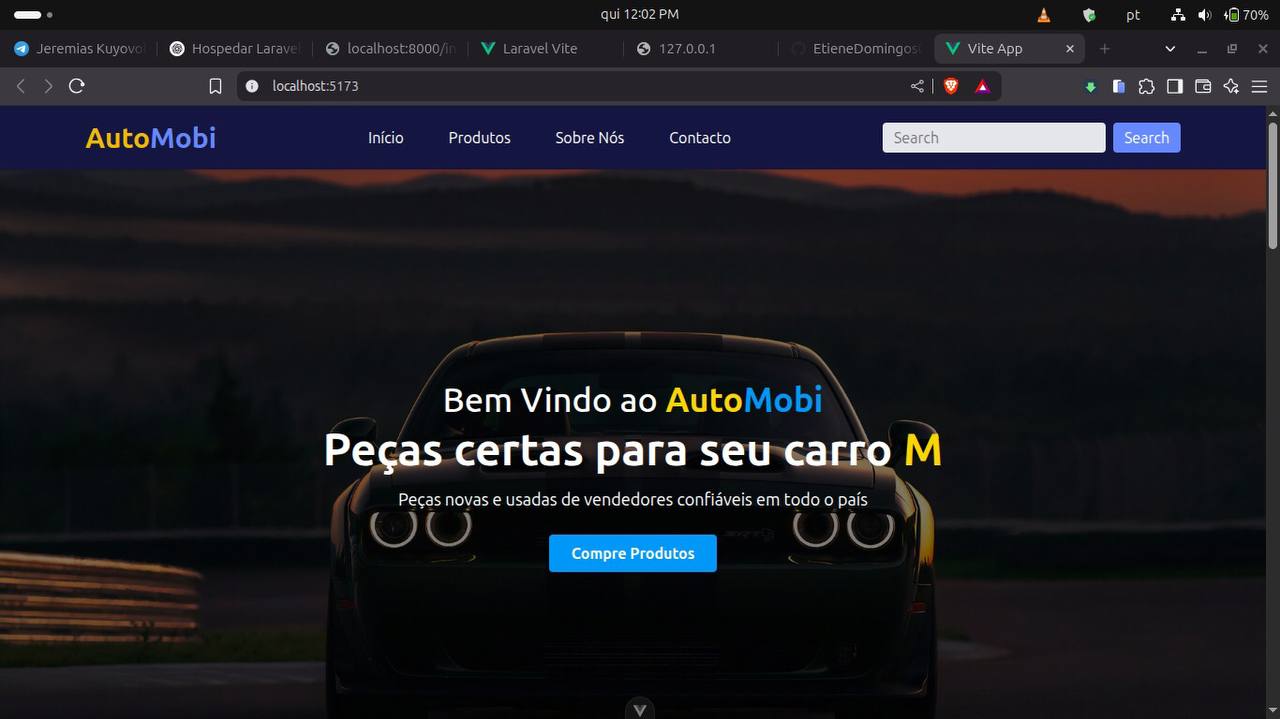 qui 12:02 PM
pt
70%
Jeremias Kuyovo
Hospedar Laravel
localhost:8000/in
Laravel Vite
127.0.0.1
EtieneDomingos
Vite App
localhost:5173
AutoMobi
Início
Produtos
Sobre Nós
Contacto
Search
Search
Bem Vindo ao AutoMobi
Peças certas para seu carro M
Peças novas e usadas de vendedores confiáveis em todo o país
Compre Produtos